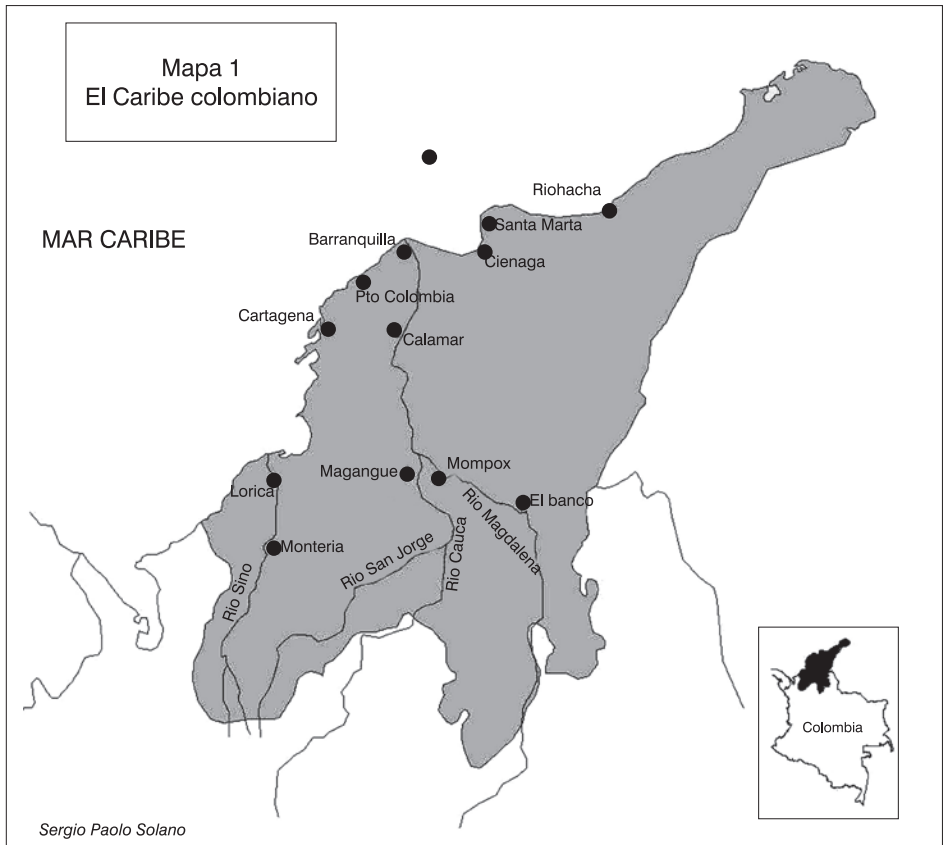 Mapa 1
El Caribe colombiano
Riohacha
Santa Marta
MAR CARIBE
Barranquilla
Cienaga
Pto Colombia
Cartagena
Calamar
Magangue
Mompox
Lorica
El banco
Rio Magdalena
Monteria
Rio San Jorge
Rio Cauca
Rio Sino
Colombia
Sergio Paolo Solano